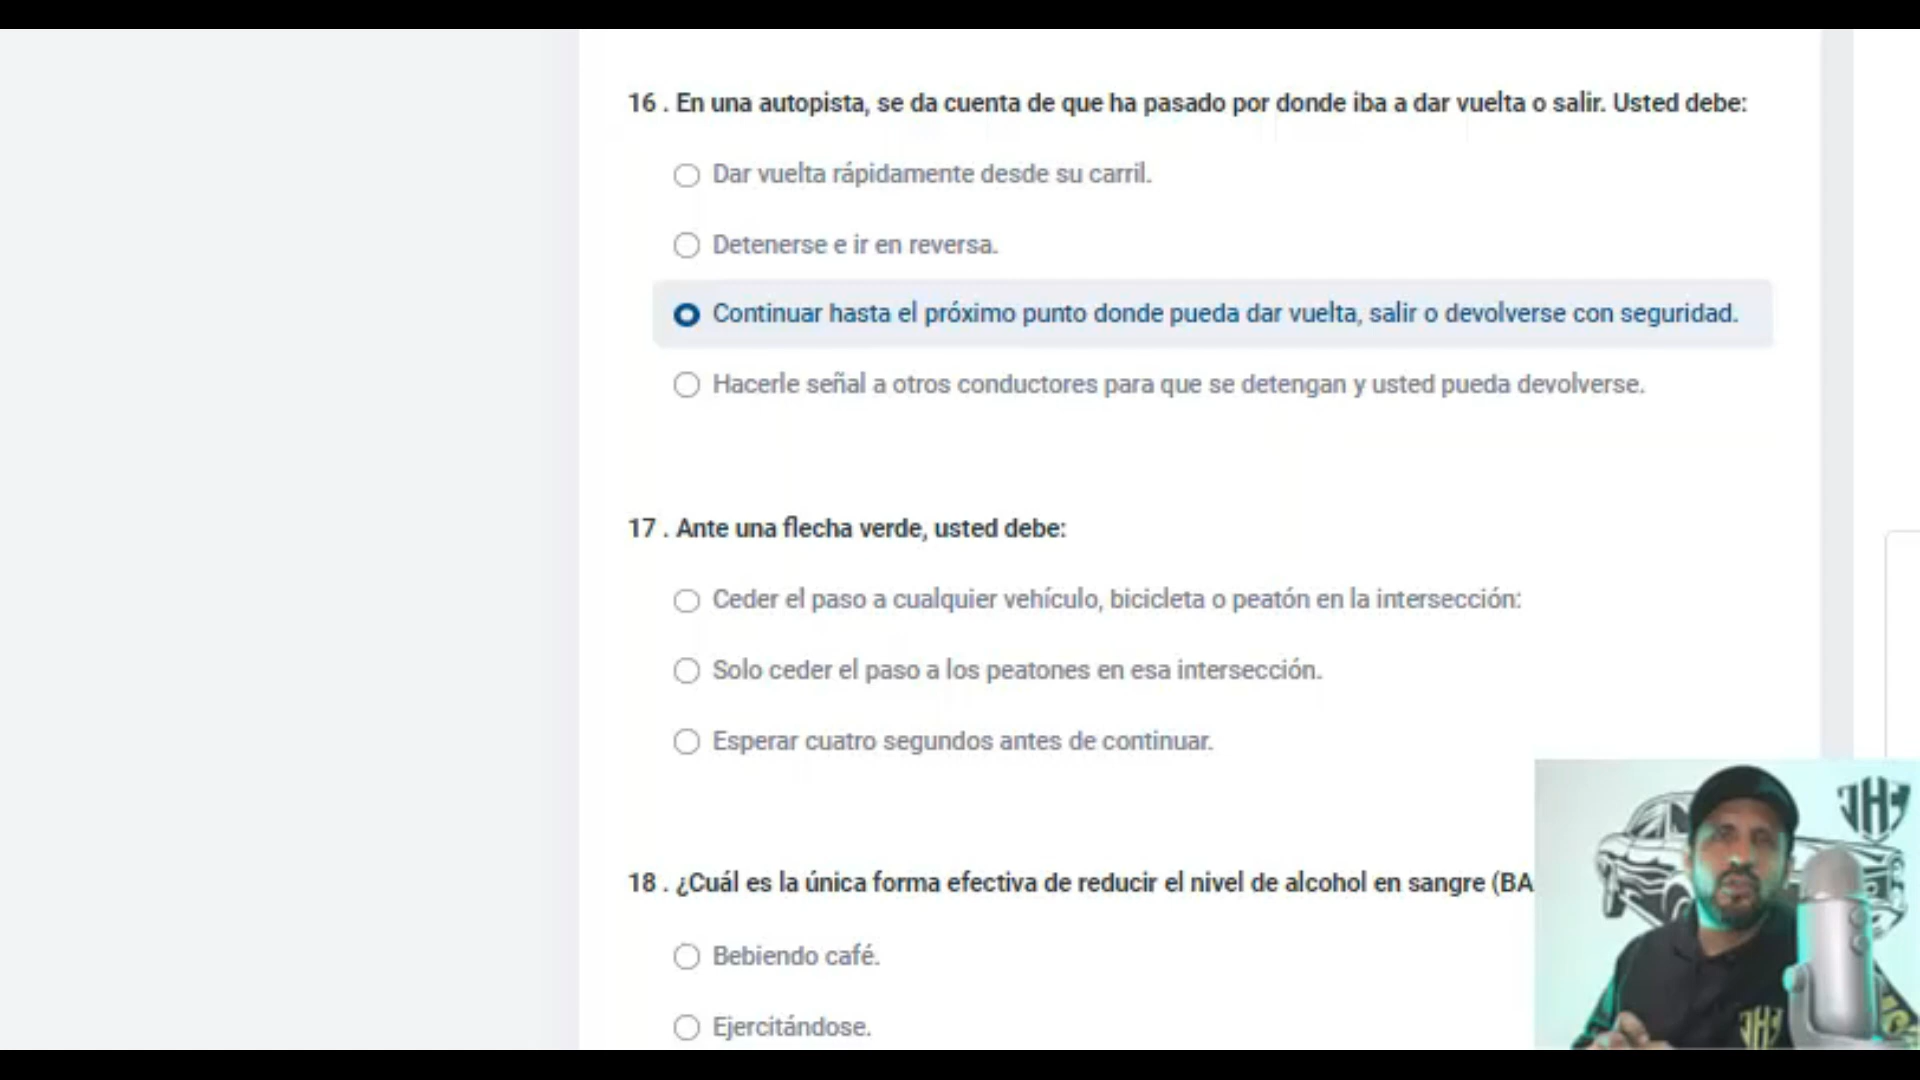 16 . En una autopista, se da cuenta de que ha pasado por donde iba a dar vuelta o salir. Usted debe:
Dar vuelta rápidamente desde su carril.
Detenerse e ir en reversa.
Continuar hasta el próximo punto donde pueda dar vuelta, salir o devolverse con seguridad.
Hacerle señal a otros conductores para que se detengan y usted pueda devolverse.
17 . Ante una flecha verde, usted debe:
Ceder el paso a cualquier vehículo, bicicleta o peatón en la intersección:
Solo ceder el paso a los peatones en esa intersección.
Esperar cuatro segundos antes de continuar.
18 . ¿Cuál es la única forma efectiva de reducir el nivel de alcohol en sangre (BA
Bebiendo café.
Ejercitándose.